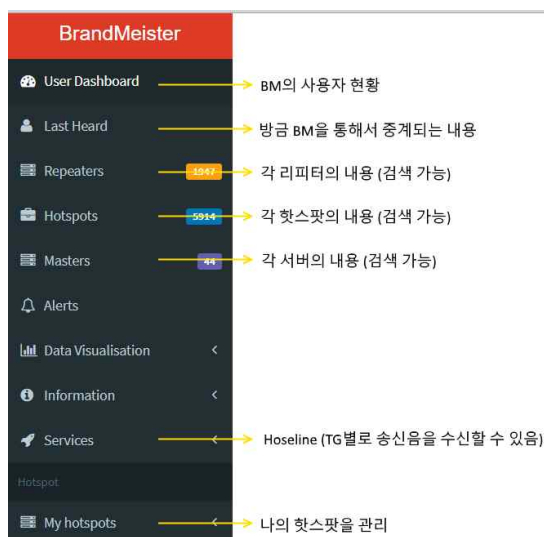 BrandMeister
User Dashboard BM의 사용자 현황
Last Heard 방금 BM을 통해서 중계되는 내용
Repeaters 1947 각 리피터의 내용 (검색 가능)
Hotspots 5914 각 핫스팟의 내용 (검색 가능)
Masters 44 각 서버의 내용 (검색 가능)
Alerts
Data Visualisation
Information
Services Hoseline (TG별로 송신음을 수신할 수 있음)
Hotspot
My hotspots 나의 핫스팟을 관리